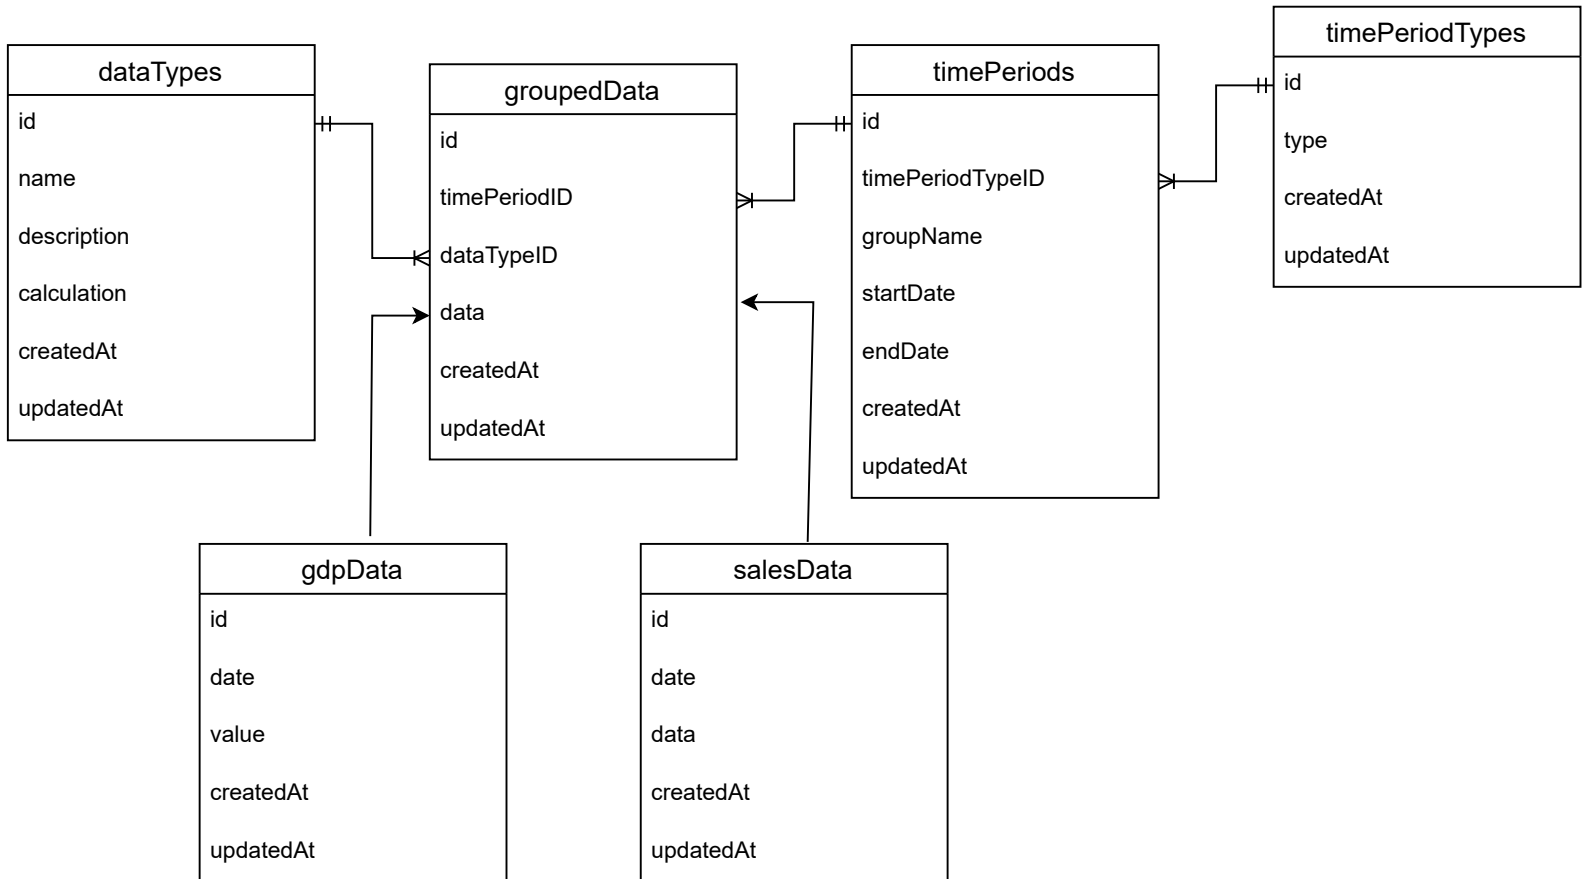 dataTypes
id
name
description
calculation
createdAt
updatedAt
groupedData
id
timePeriodID
dataTypeID
data
createdAt
updatedAt
timePeriods
id
timePeriodTypeID
groupName
startDate
endDate
createdAt
updatedAt
timePeriodTypes
id
type
createdAt
updatedAt
gdpData
id
date
value
createdAt
updatedAt
salesData
id
date
data
createdAt
updatedAt